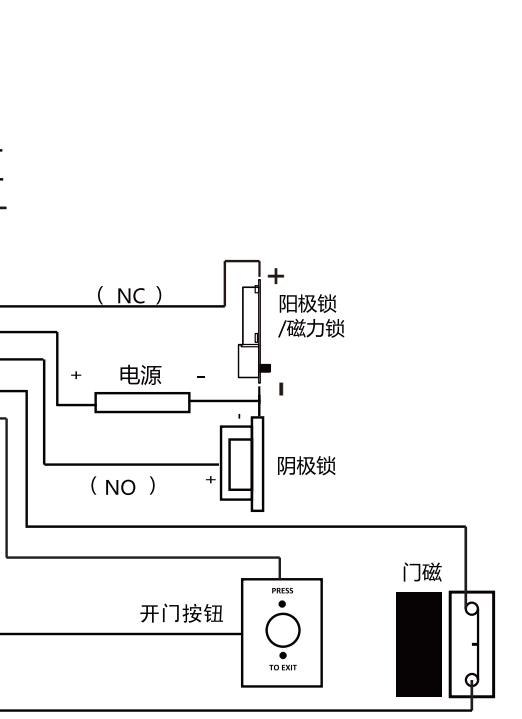 （ NC ）
+
阳极锁
/磁力锁
+ 电源 -
-
-
+
阴极锁
（ NO ）
门磁
开门按钮
PRESS
TO EXIT